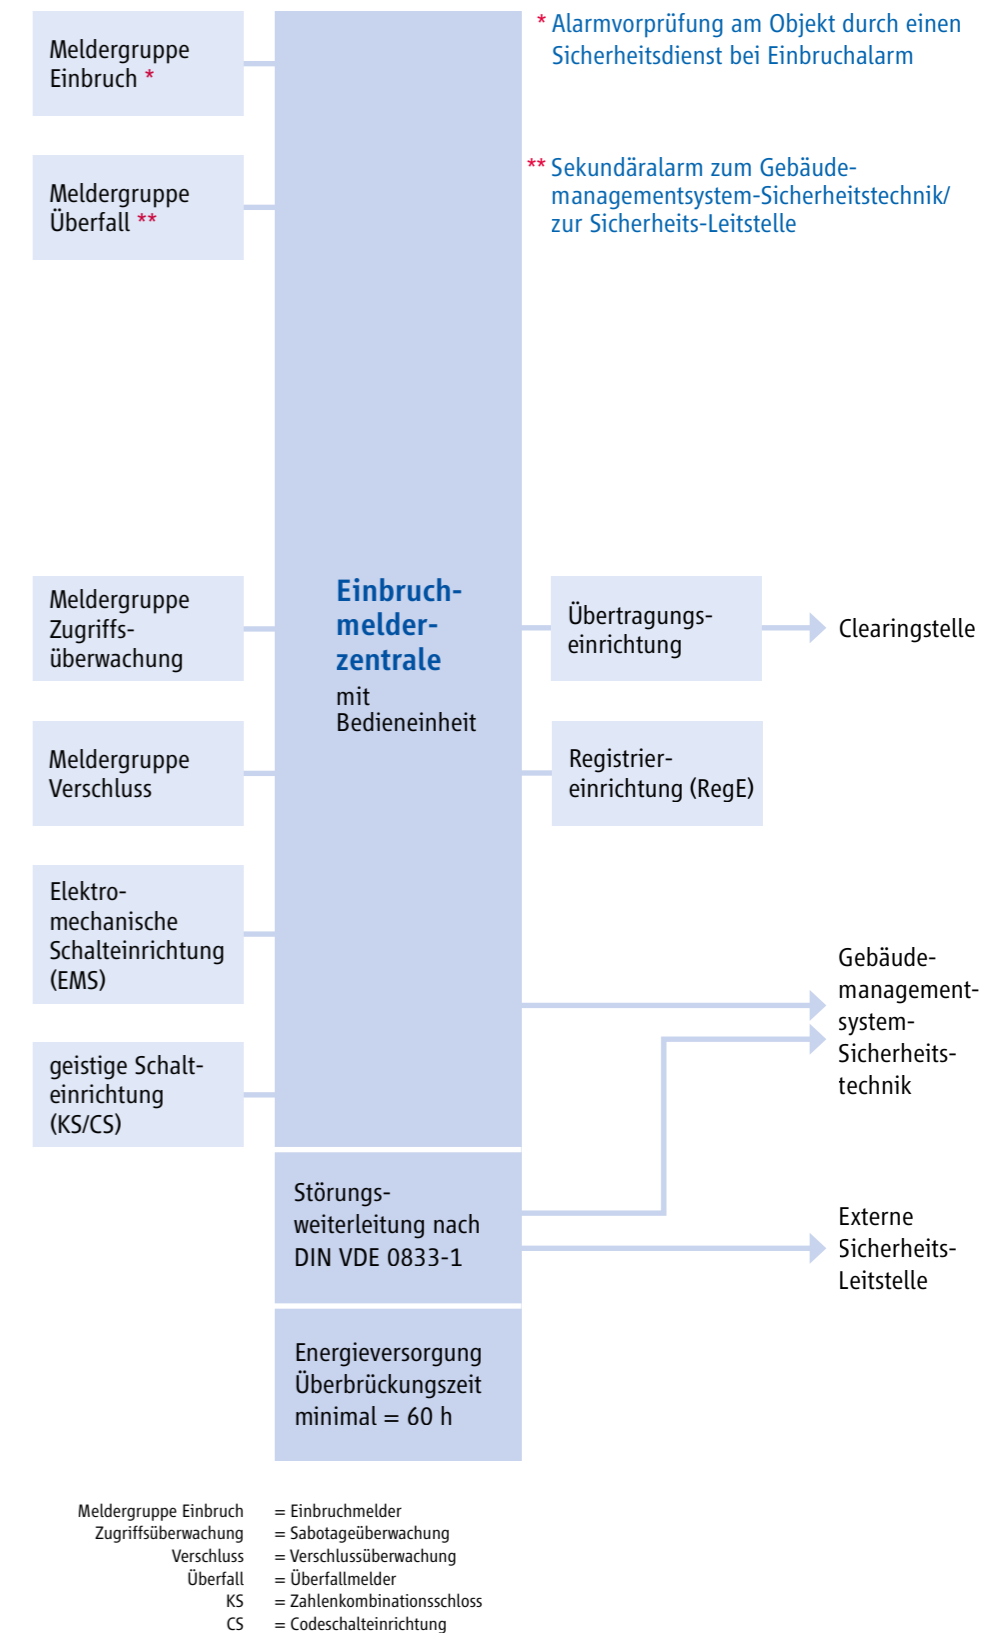 Meldergruppe
Einbruch *
* Alarmvorprüfung am Objekt durch einen
Sicherheitsdienst bei Einbruchalarm
Meldergruppe
Überfall **
** Sekundäralarm zum Gebäude-
managementsystem-Sicherheitstechnik/
zur Sicherheits-Leitstelle
Meldergruppe
Zugriffs-
überwachung
Meldergruppe
Verschluss
Elektro-
mechanische
Schalteinrichtung
(EMS)
geistige Schalt-
einrichtung
(KS/CS)
Einbruch-
melder-
zentrale
mit
Bedieneinheit
Störungs-
weiterleitung nach
DIN VDE 0833-1
Energieversorgung
Überbrückungszeit
minimal = 60 h
Übertragungs-
einrichtung
Clearingstelle
Registrier-
einrichtung (RegE)
Gebäude-
management-
system-
Sicherheits-
technik
Externe
Sicherheits-
Leitstelle
Meldergruppe Einbruch = Einbruchmelder
Zugriffsüberwachung = Sabotageüberwachung
Verschluss = Verschlussüberwachung
Überfall = Überfallmelder
KS = Zahlenkombinationsschloss
CS = Codeschalteinrichtung